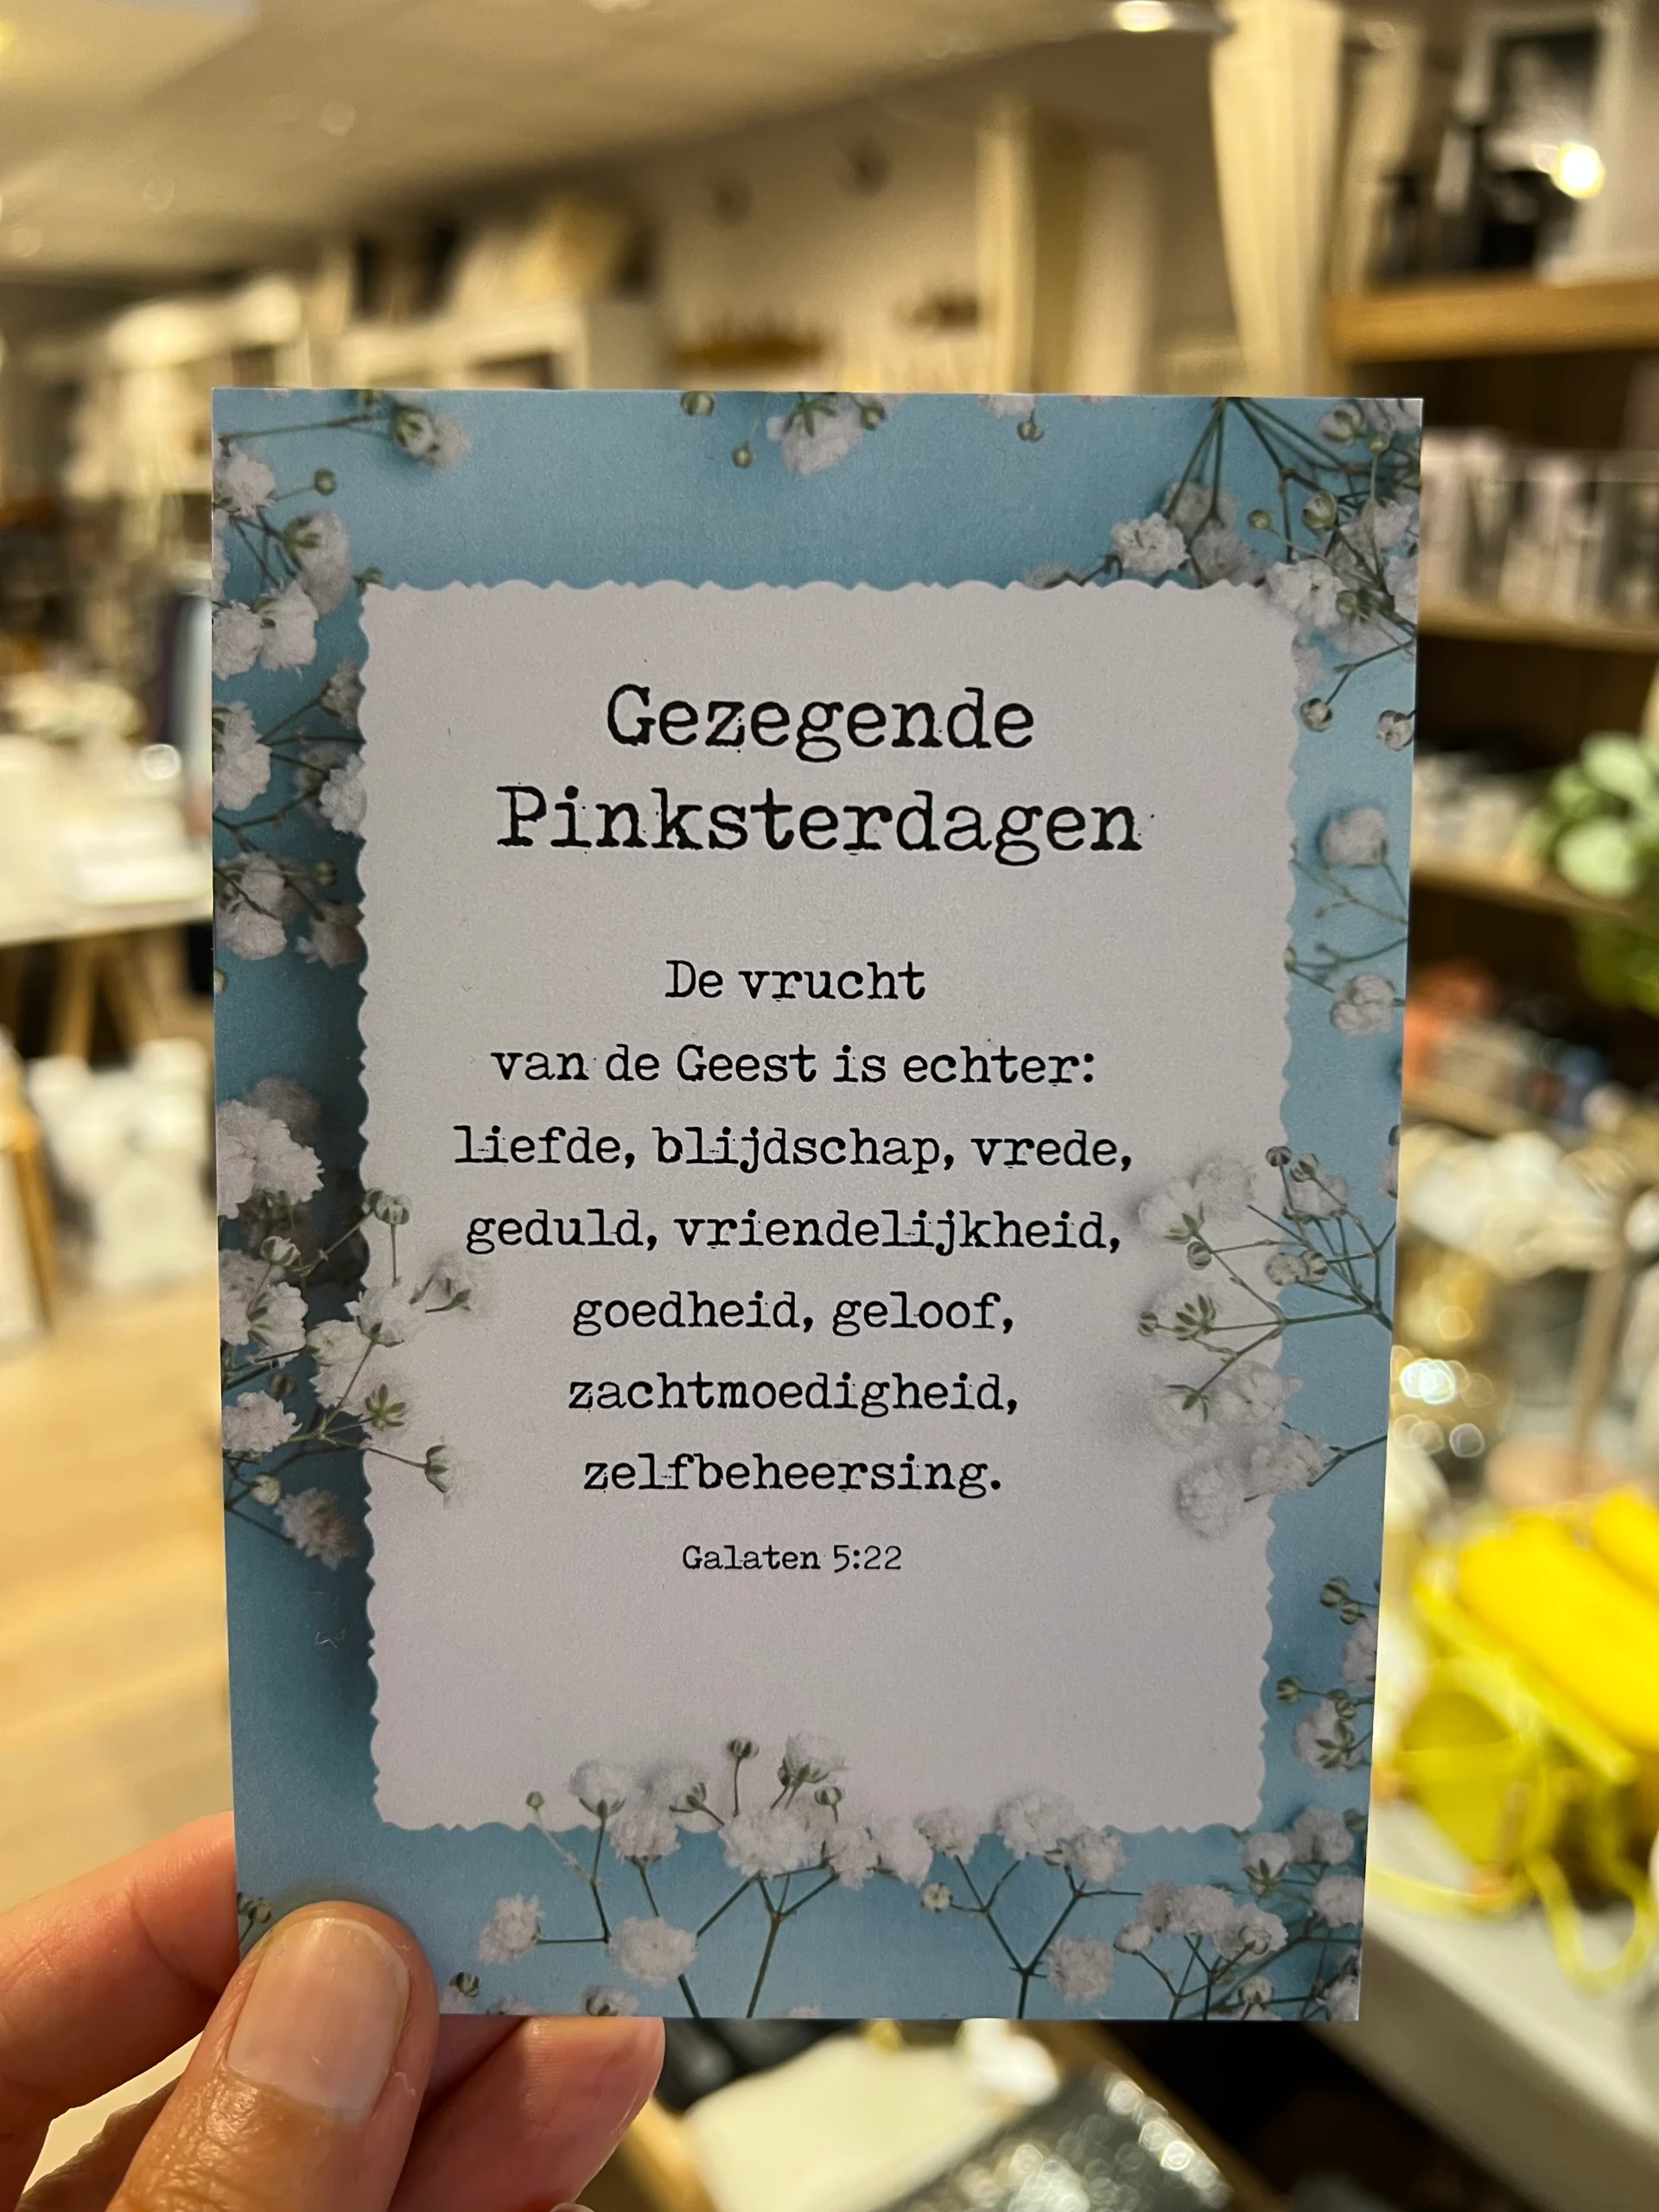 Gezegende
Pinksterdagen
De vrucht
van de Geest is echter:
liefde, blijdschap, vrede,
geduld, vriendelijkheid,
goedheid, geloof,
zachtmoedigheid,
zelfbeheersing.
Galaten 5:22